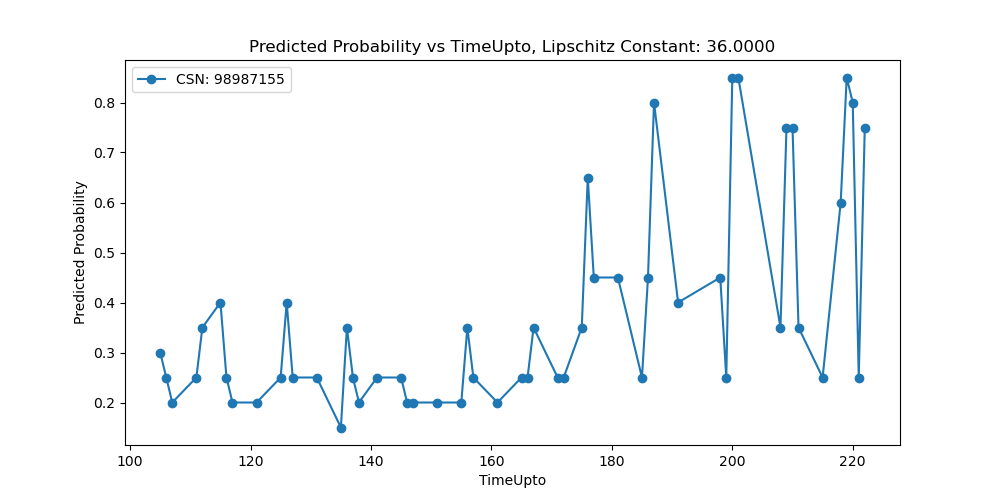 Predicted Probability vs TimeUpto, Lipschitz Constant: 36.0000
CSN: 98987155
Predicted Probability
0.8
0.7
0.6
0.5
0.4
0.3
0.2
100 120 140 160 180 200 220
TimeUpto